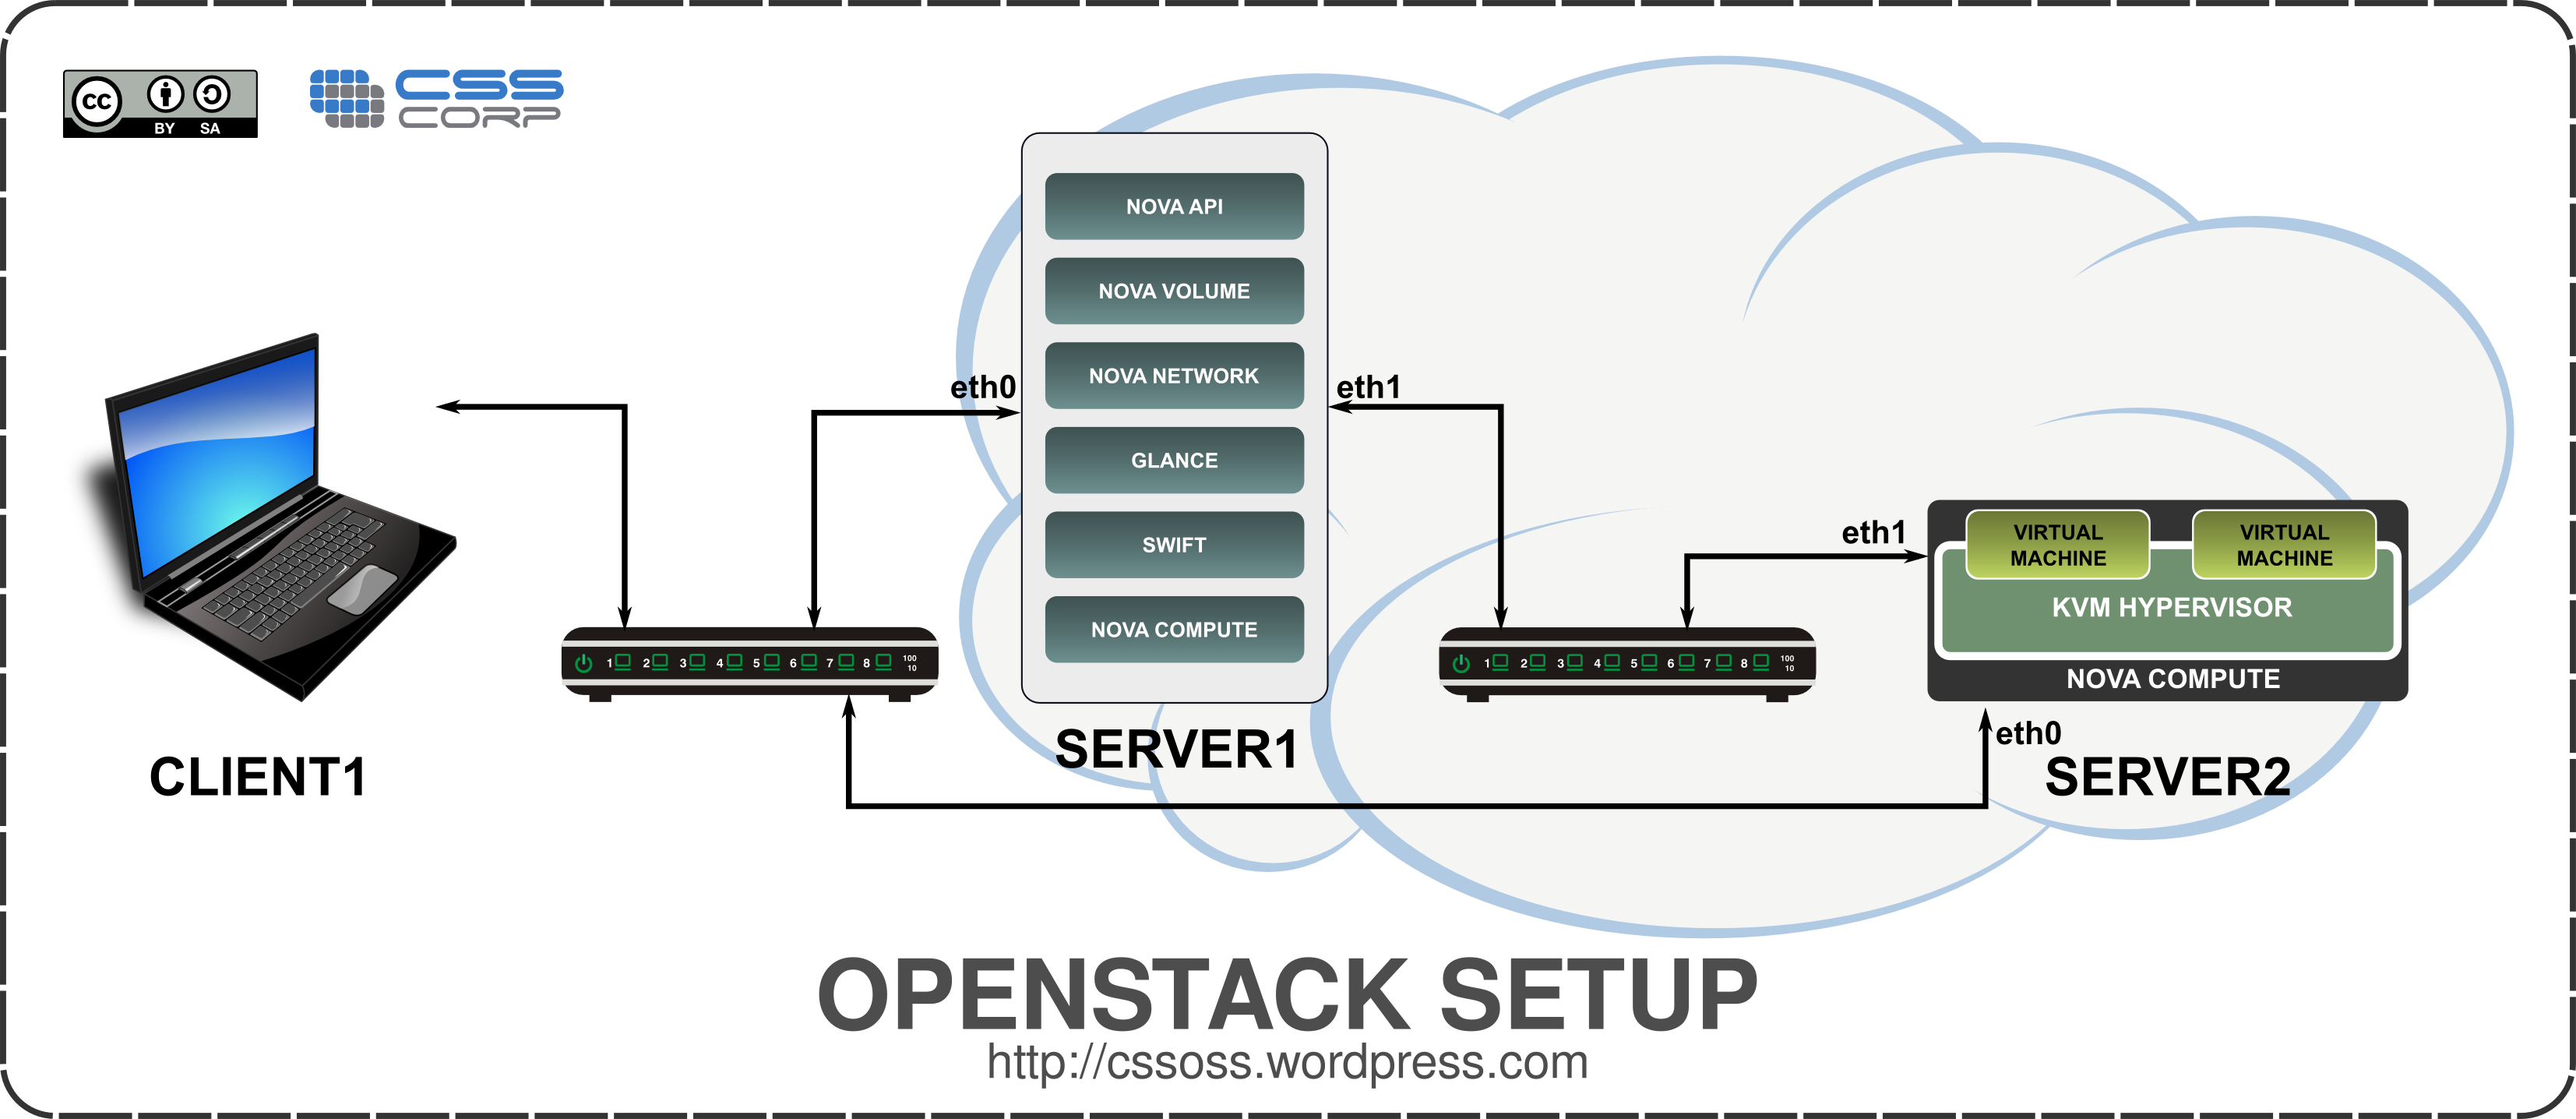 CC
BY SA
CSS
CORP
NOVA API
NOVA VOLUME
NOVA NETWORK
GLANCE
SWIFT
NOVA COMPUTE
eth0
eth1
SERVER1
CLIENT1
1 2 3 4 5 6 7 8 100
10
1 2 3 4 5 6 7 8 100
10
eth1
VIRTUAL
MACHINE
VIRTUAL
MACHINE
KVM HYPERVISOR
NOVA COMPUTE
eth0
SERVER2
OPENSTACK SETUP
http://cssoss.wordpress.com